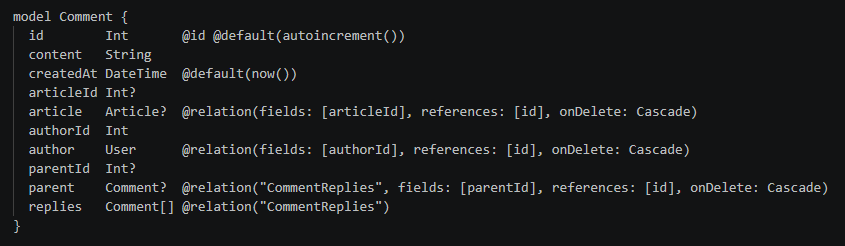 model Comment {
  id        Int       @id @default(autoincrement())
  content   String
  createdAt DateTime  @default(now())
  articleId Int?
  article   Article?  @relation(fields: [articleId], references: [id], onDelete: Cascade)
  authorId  Int
  author    User      @relation(fields: [authorId], references: [id], onDelete: Cascade)
  parentId  Int?
  parent    Comment?  @relation("CommentReplies", fields: [parentId], references: [id], onDelete: Cascade)
  replies   Comment[] @relation("CommentReplies")
}